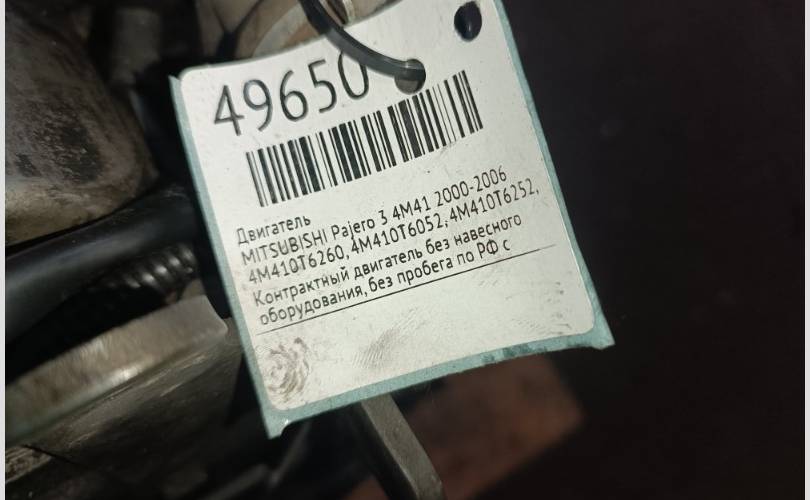 49650
Двигатель
MITSUBISHI Pajero 3 4M41 2000-2006
4M410T6260, 4M410T6052, 4M410T6252,
Контрактный двигатель без навесного
оборудования, без пробега по РФ с